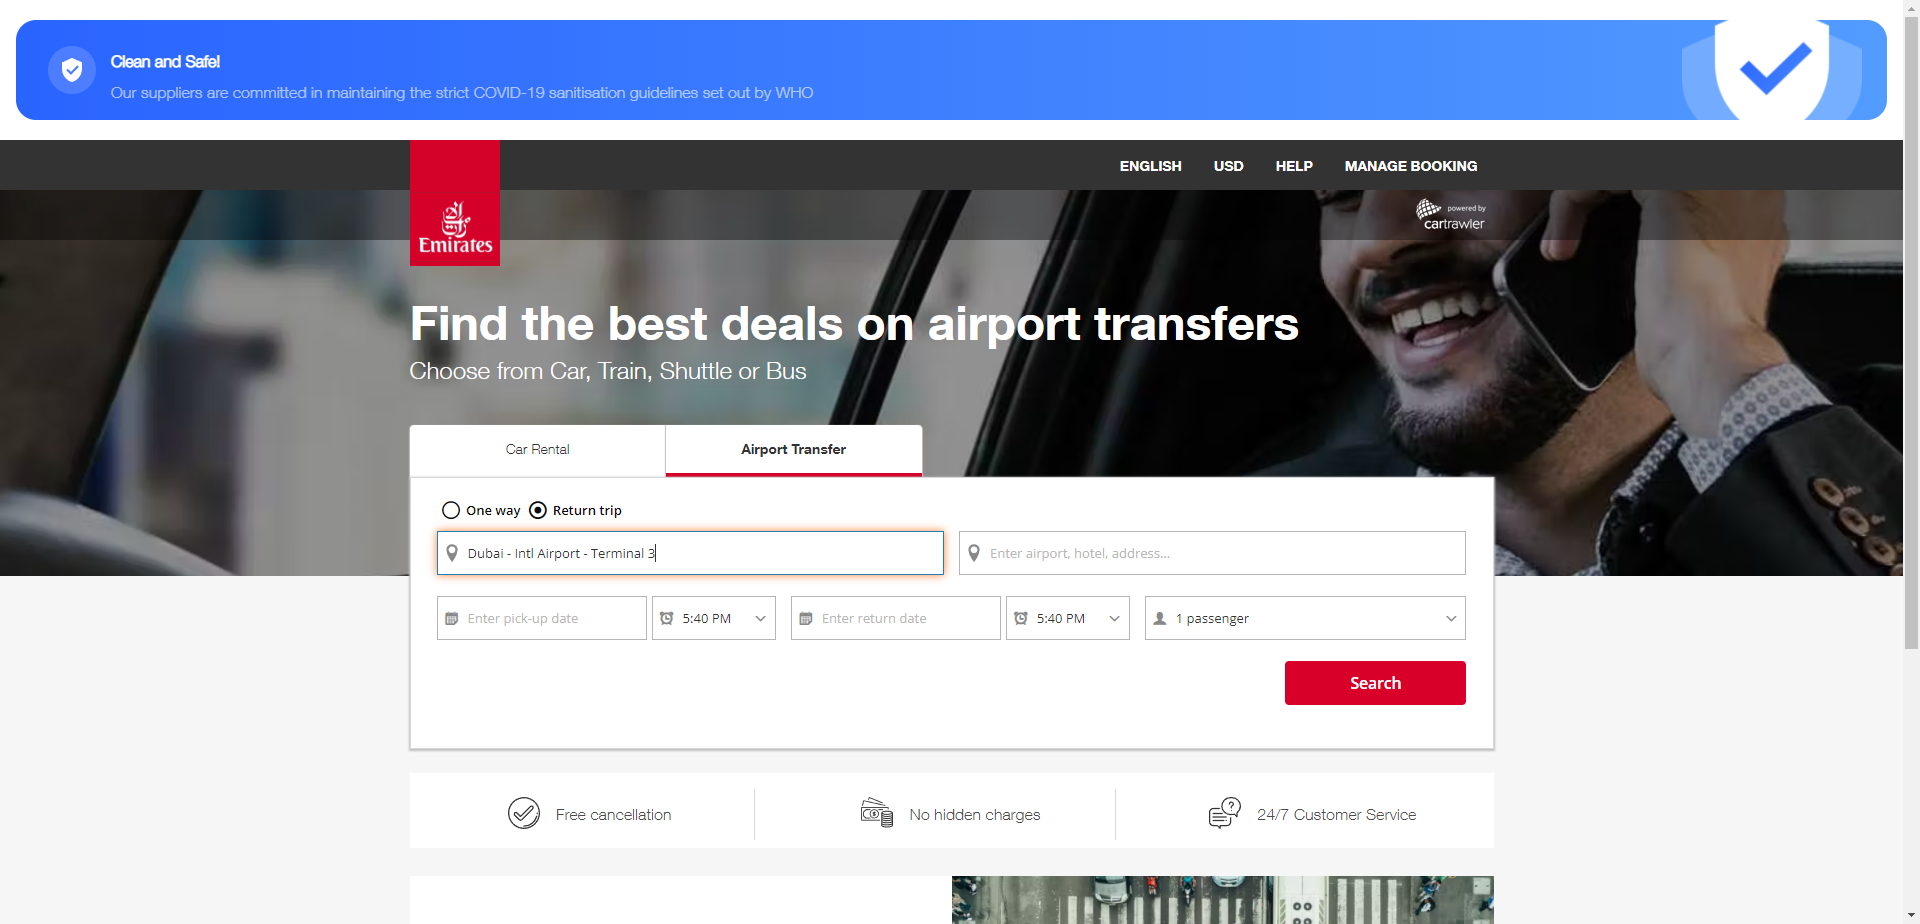 Clean and Safe!
Our suppliers are committed in maintaining the strict COVID-19 sanitisation guidelines set out by WHO
ENGLISH USD HELP MANAGE BOOKING
Emirates
powered by
cartrawler
Find the best deals on airport transfers
Choose from Car, Train, Shuttle or Bus
Car Rental Airport Transfer
One way Return trip
Dubai - Intl Airport - Terminal 3 Enter airport, hotel, address...
Enter pick-up date 5:40 PM Enter return date 5:40 PM 1 passenger
Search
Free cancellation No hidden charges 24/7 Customer Service